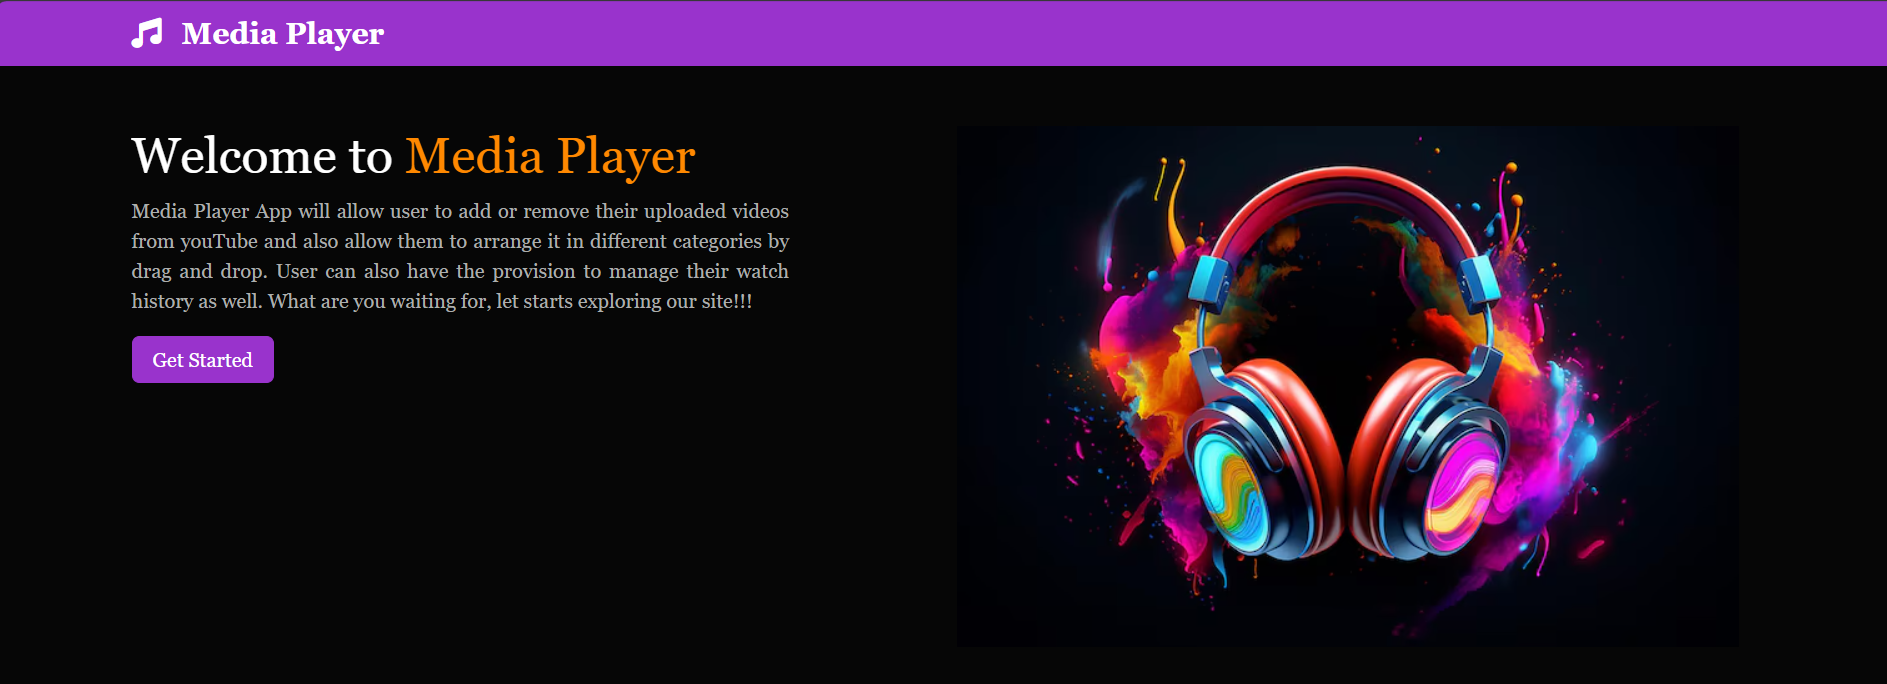 Media Player
Welcome to Media Player
Media Player App will allow user to add or remove their uploaded videos
from youTube and also allow them to arrange it in different categories by
drag and drop. User can also have the provision to manage their watch
history as well. What are you waiting for, let starts exploring our site!!!
Get Started